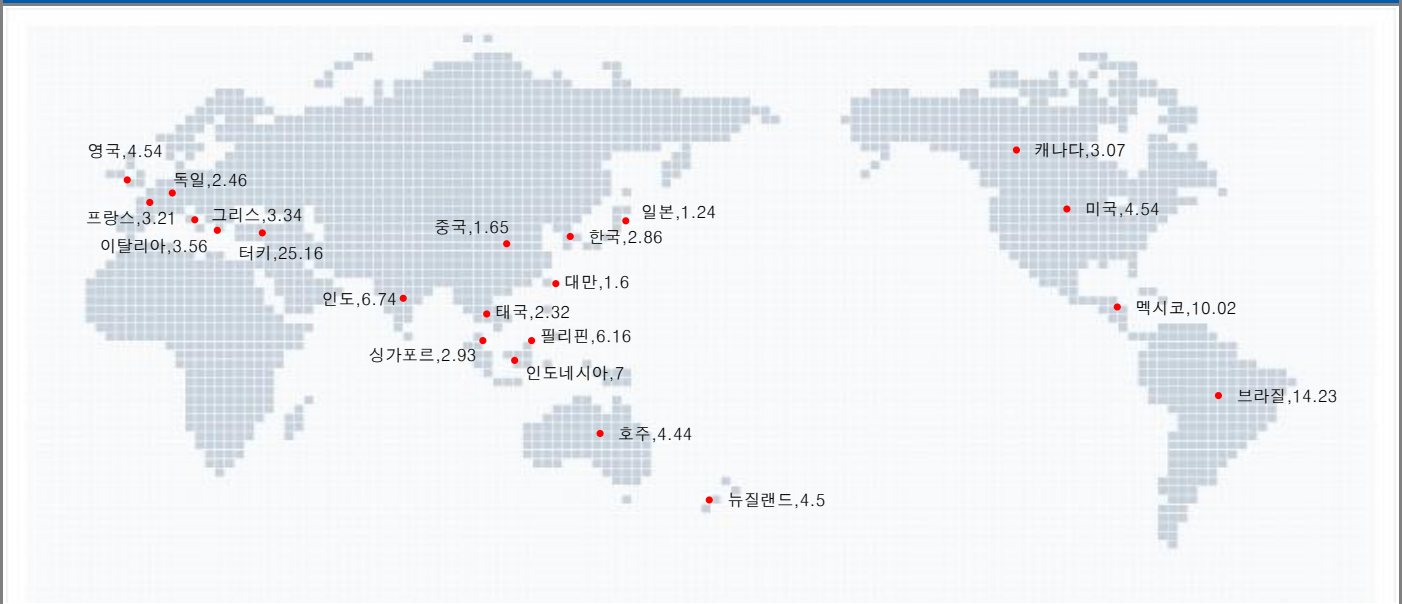 영국,4.54
캐나다,3.07
독일,2.46
미국,4.54
일본,1.24
그리스,3.34
프랑스,3.21
중국,1.65
한국,2.86
이탈리아,3.56
터키,25.16
대만,1.6
인도,6.74
멕시코,10.02
태국,2.32
필리핀,6.16
싱가포르,2.93
인도네시아,7
브라질,14.23
호주,4.44
뉴질랜드,4.5